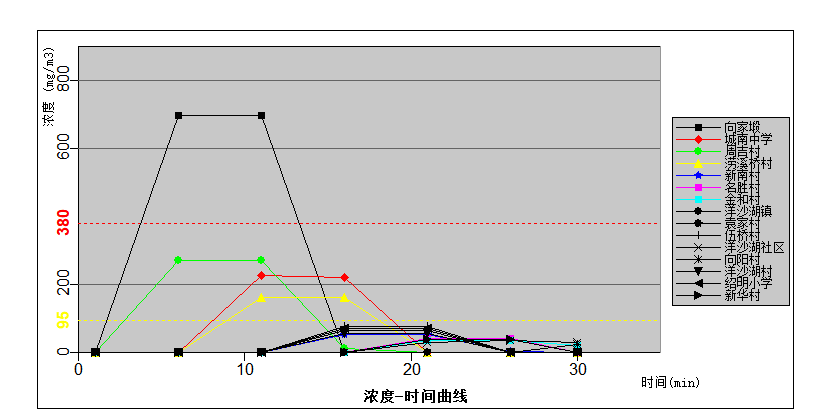 浓度 (mg/m3)
800
600
380
200
95
0
0
10
20
30
时间(min)
浓度-时间曲线
向家塅
城南中学
周吉村
涝溪桥村
新南村
名胜村
金和村
洋沙湖镇
袁家村
伍桥村
洋沙湖社区
向阳村
洋沙湖村
绍明小学
新华村